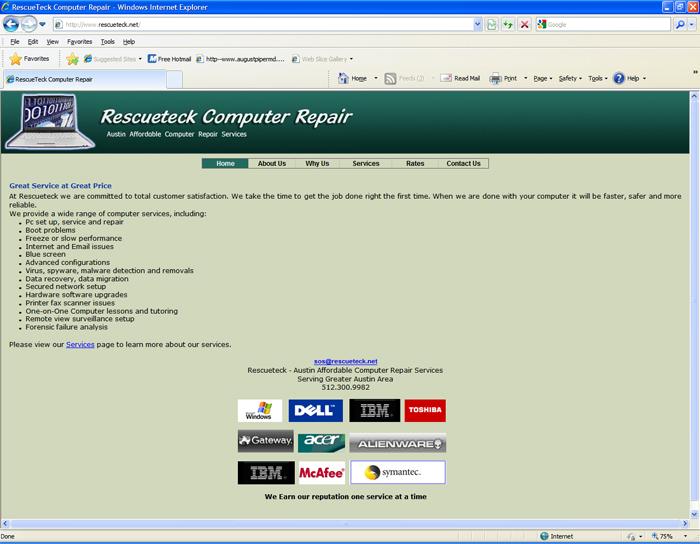 RescueTeck Computer Repair - Windows Internet Explorer
http://www.rescueteck.net/
Google
File Edit View Favorites Tools Help
Favorites Suggested Sites Free Hotmail http--www.augustpipermd.... Web Slice Gallery
RescueTeck Computer Repair
Home Feeds (J) Read Mail Print Page Safety Tools Help
Rescueteck Computer Repair
Austin Affordable Computer Repair Services
Home About Us Why Us Services Rates Contact Us
Great Service at Great Price
At Rescueteck we are committed to total customer satisfaction. We take the time to get the job done right the first time. When we are done with your computer it will be faster, safer and more
reliable.
We provide a wide range of computer services, including:
Pc set up, service and repair
Boot problems
Freeze or slow performance
Internet and Email issues
Blue screen
Advanced configurations
Virus, spyware, malware detection and removals
Data recovery, data migration
Secured network setup
Hardware software upgrades
Printer fax scanner issues
One-on-One Computer lessons and tutoring
Remote view surveillance setup
Forensic failure analysis
Please view our Services page to learn more about our services.
sos@rescueteck.net
Rescueteck - Austin Affordable Computer Repair Services
Serving Greater Austin Area
512.300.9982
Windows DELL IBM TOSHIBA
Gateway acer ALIENWARE
IBM McAfee symantec.
We Earn our reputation one service at a time
Done Internet 75%